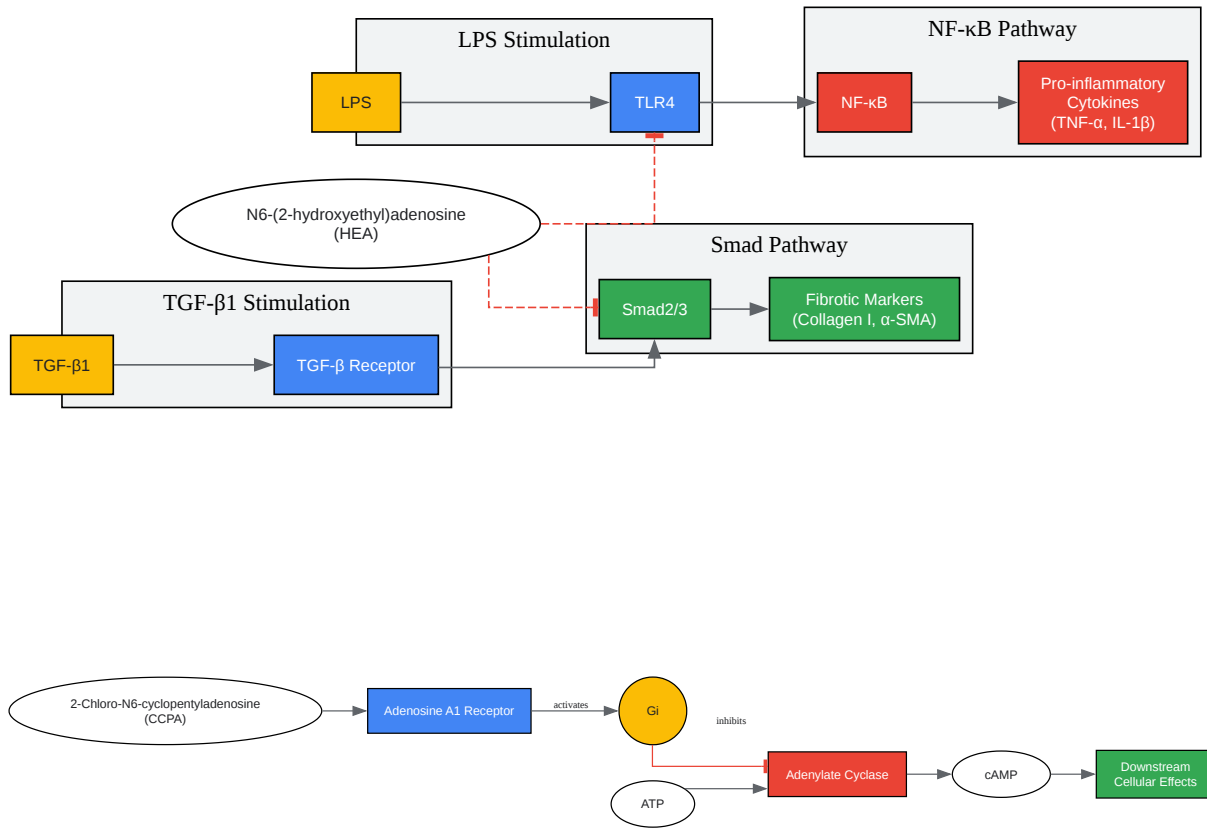 LPS Stimulation
NF-κB Pathway
LPS
TLR4
NF-κB
Pro-inflammatory
Cytokines
(TNF-α, IL-1β)
N6-(2-hydroxyethyl)adenosine
(HEA)
Smad Pathway
Smad2/3
Fibrotic Markers
(Collagen I, α-SMA)
TGF-β1 Stimulation
TGF-β1
TGF-β Receptor
2-Chloro-N6-cyclopentyladenosine
(CCPA)
Adenosine A1 Receptor
activates
Gi
inhibits
Adenylate Cyclase
ATP
cAMP
Downstream
Cellular Effects